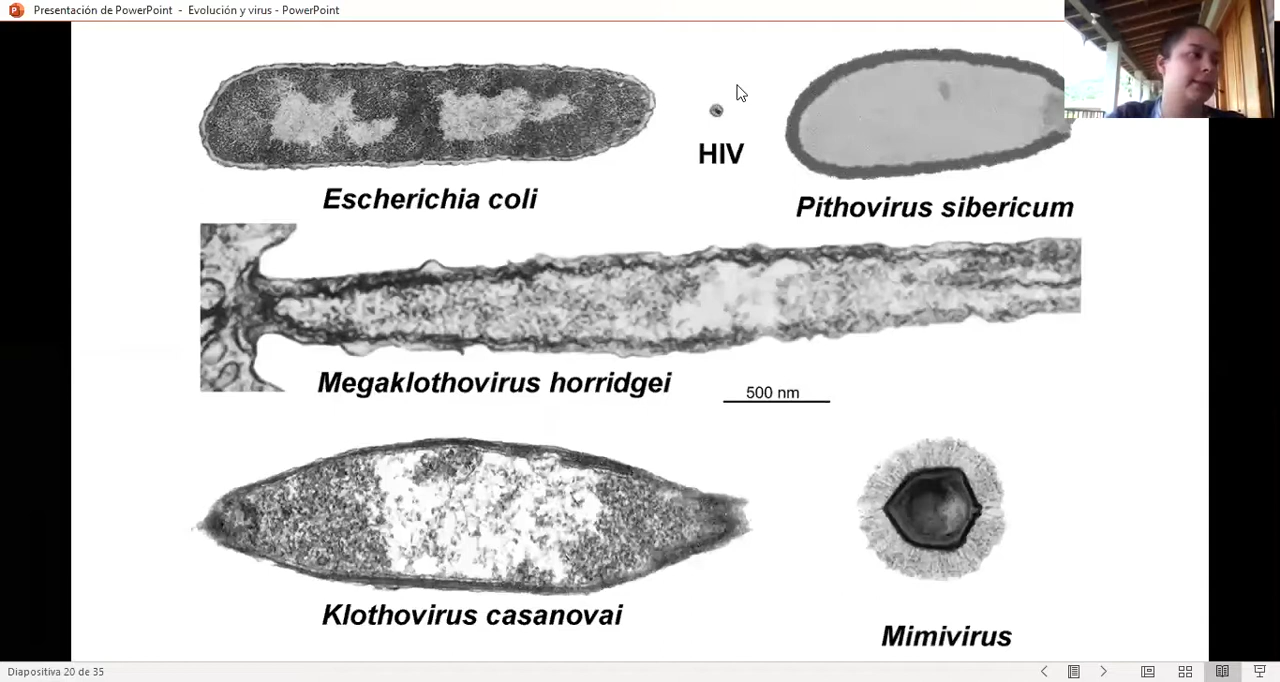 Presentación de PowerPoint - Evolución y virus - PowerPoint
HIV
Escherichia coli
Pithovirus sibericum
Megaklothovirus horridgei
500 nm
Klothovirus casanovai
Mimivirus
Diapositiva 20 de 35